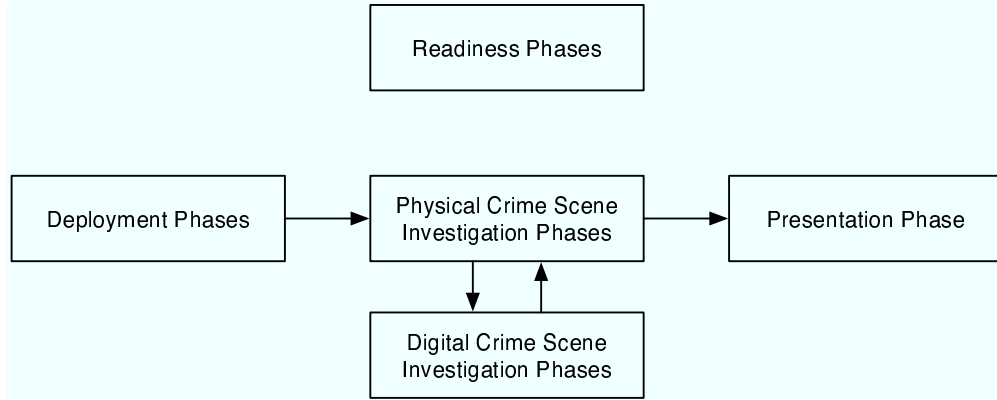 Readiness Phases
Deployment Phases
Physical Crime Scene
Investigation Phases
Presentation Phase
Digital Crime Scene
Investigation Phases